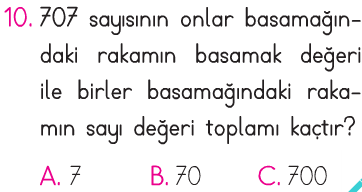 10. 707 sayısının onlar basamağın-
daki rakamın basamak değeri
ile birler basamağındaki raka-
mın sayı değeri toplamı kaçtır?
A. 7 B. 70 C. 700